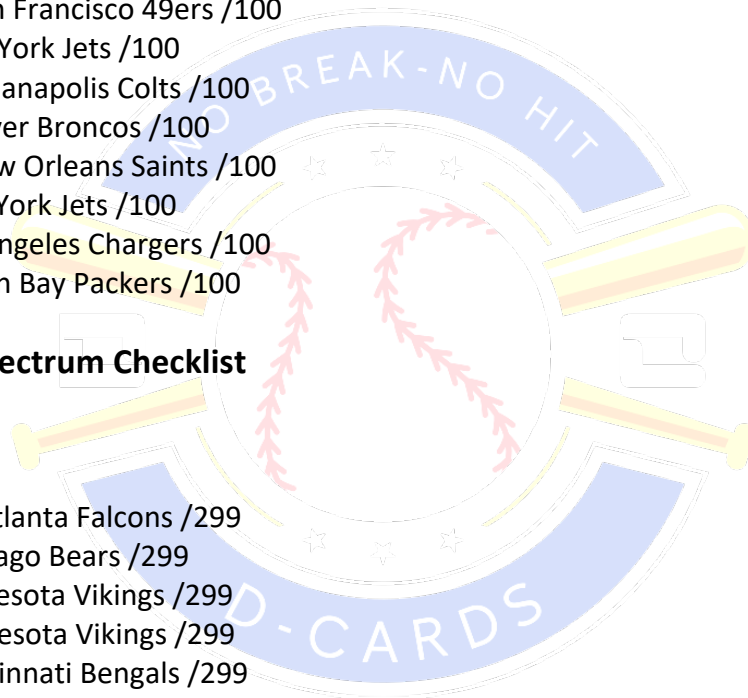 n Francisco 49ers /100
York Jets /100
anapolis Colts /100
er Broncos /100
w Orleans Saints /100
York Jets /100
ngeles Chargers /100
n Bay Packers /100
ectrum Checklist
tlanta Falcons /299
ago Bears /299
esota Vikings /299
esota Vikings /299
innati Bengals /299
NO BREAK-NO HIT
D-CARDS